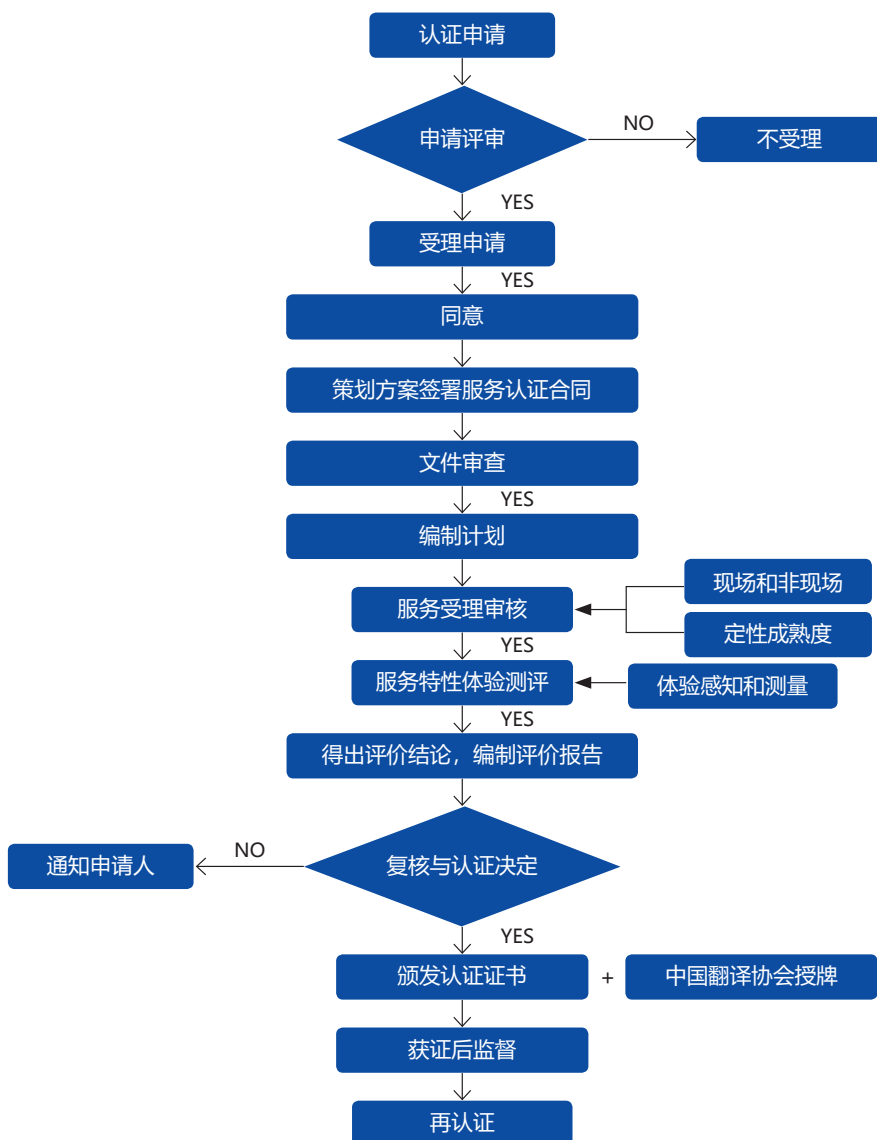 认证申请
申请评审
NO
不受理
YES
受理申请
YES
同意
策划方案签署服务认证合同
文件审查
YES
编制计划
现场和非现场
服务受理审核
定性成熟度
YES
服务特性体验测评
体验感知和测量
YES
得出评价结论，编制评价报告
复核与认证决定
NO
通知申请人
YES
颁发认证证书
+
中国翻译协会授牌
获证后监督
再认证